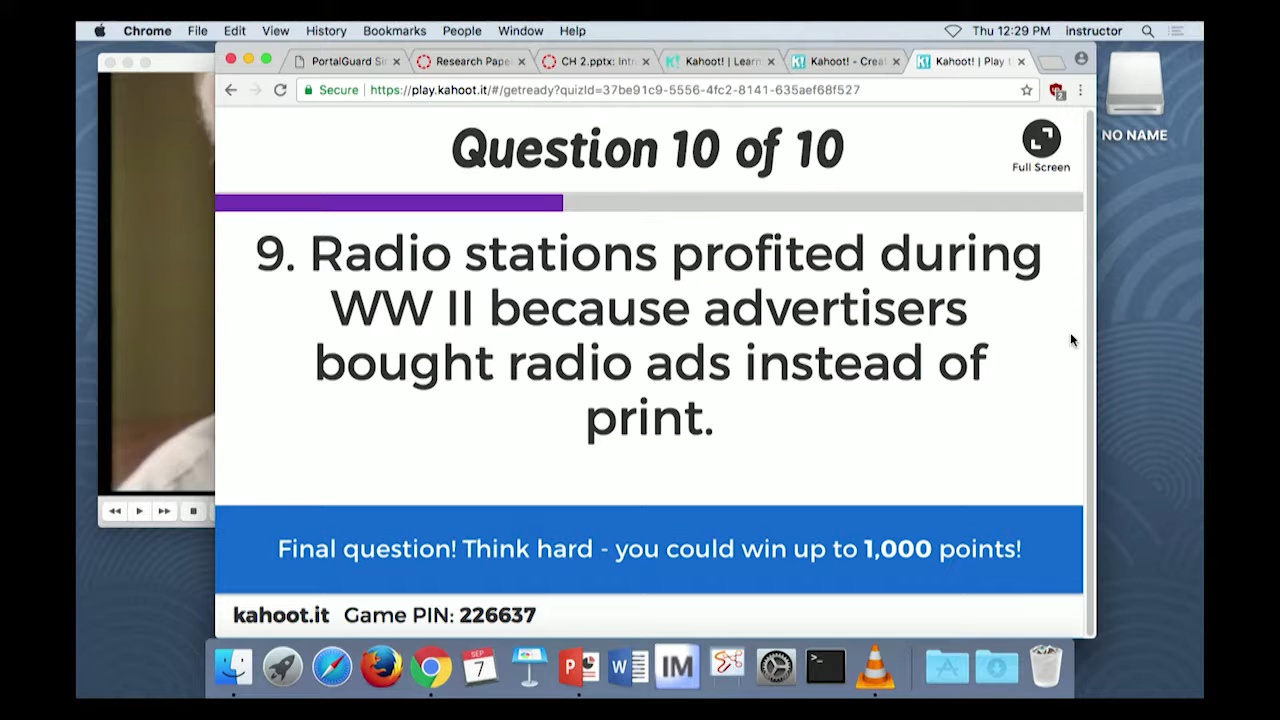 Chrome File Edit View History Bookmarks People Window Help Thu 12:29 PM instructor
PortalGuard Si Research Pape CH 2.pptx: Intr Kahoot! | Learn Kahoot! - Creat Kahoot! | Play t
Secure https://play.kahoot.it/#/getready?quizId=37be91c9-5556-4fc2-8141-635aef68f527
2
NO NAME
Question 10 of 10
Full Screen
9. Radio stations profited during
WW II because advertisers
bought radio ads instead of
print.
Final question! Think hard - you could win up to 1,000 points!
kahoot.it Game PIN: 226637
SEP
7
P
W
IM